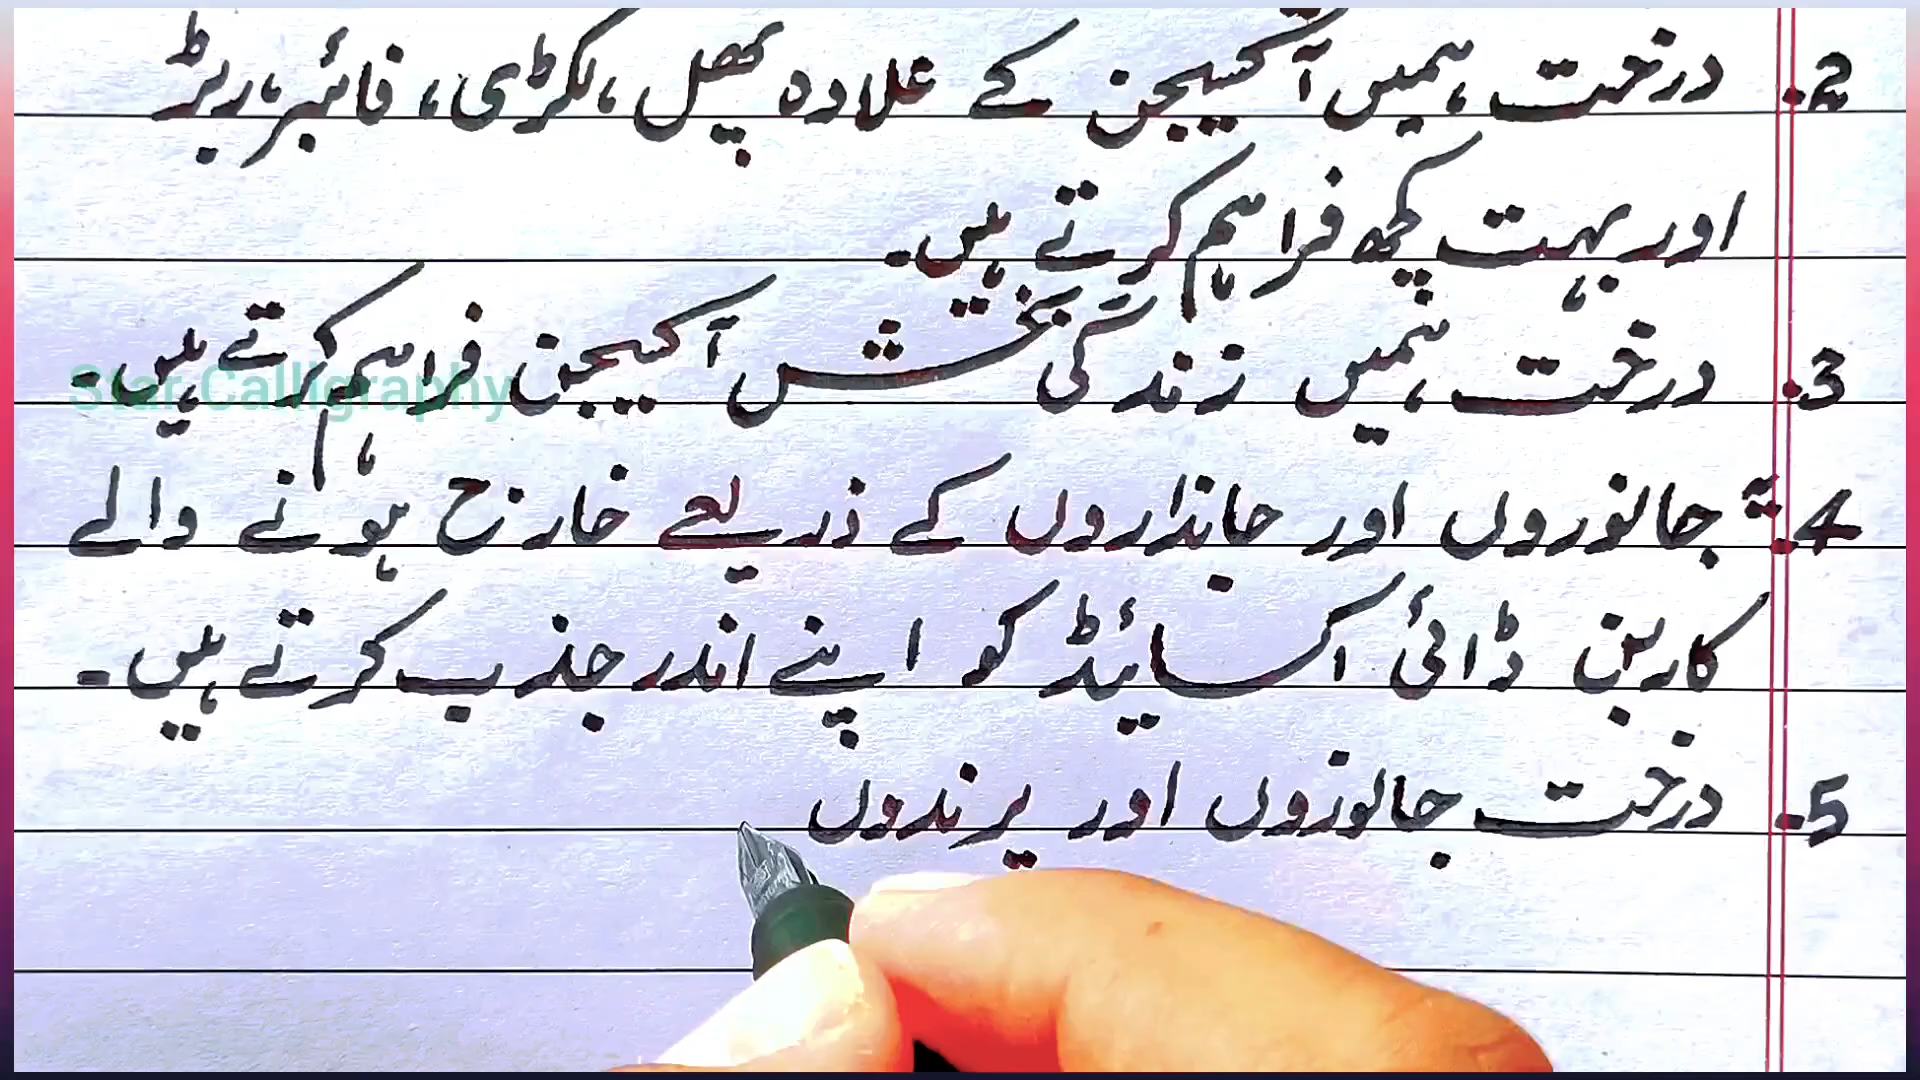 2. درخت ہمیں آکسیجن کے علاوہ پھل، لکڑی، فائبر، ربڑ
اور بہت کچھ فراہم کرتے ہیں۔
3. درخت ہمیں زندگی بخش آکسیجن فراہم کرتے ہیں۔
Star Calligraphy
4. جانوروں اور جانداروں کے ذریعے خارج ہونے والے
کاربن ڈائی اکسائیڈ کو اپنے اندر جذب کرتے ہیں۔
5. درخت جانوروں اور پرندوں